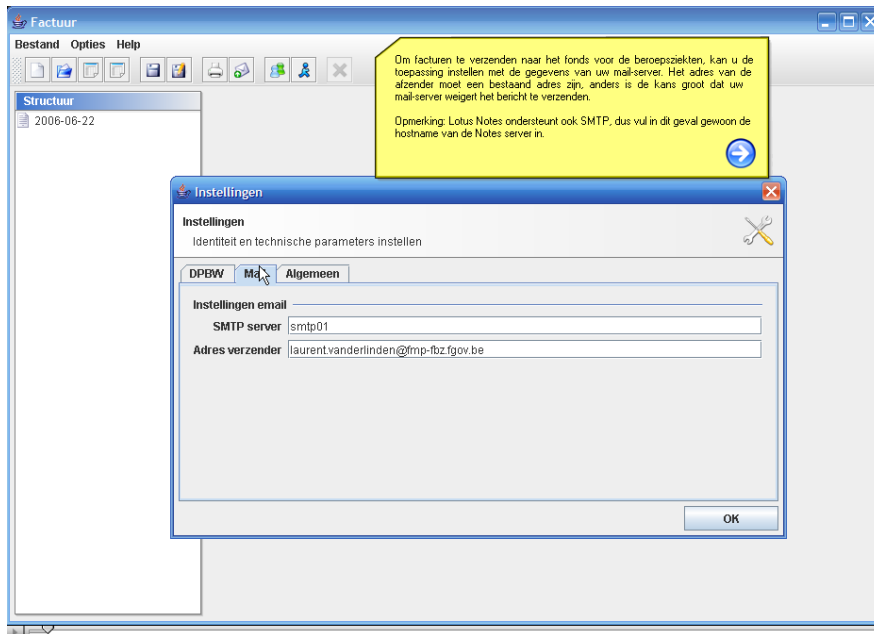 Factuur
Bestand Opties Help
Om facturen te verzenden naar het fonds voor de beroepsziekten, kan u de
toepassing instellen met de gegevens van uw mail-server. Het adres van de
afzender moet een bestaand adres zijn, anders is de kans groot dat uw
mail-server weigert het bericht te verzenden.
Opmerking: Lotus Notes ondersteunt ook SMTP, dus vul in dit geval gewoon de
hostname van de Notes server in.
Structuur
2006-06-22
Instellingen
Instellingen
Identiteit en technische parameters instellen
DPBW Algemeen
Instellingen email
SMTP server smtp01
Adres verzender laurent.vanderlinden@fmp-fbz.fgov.be
OK